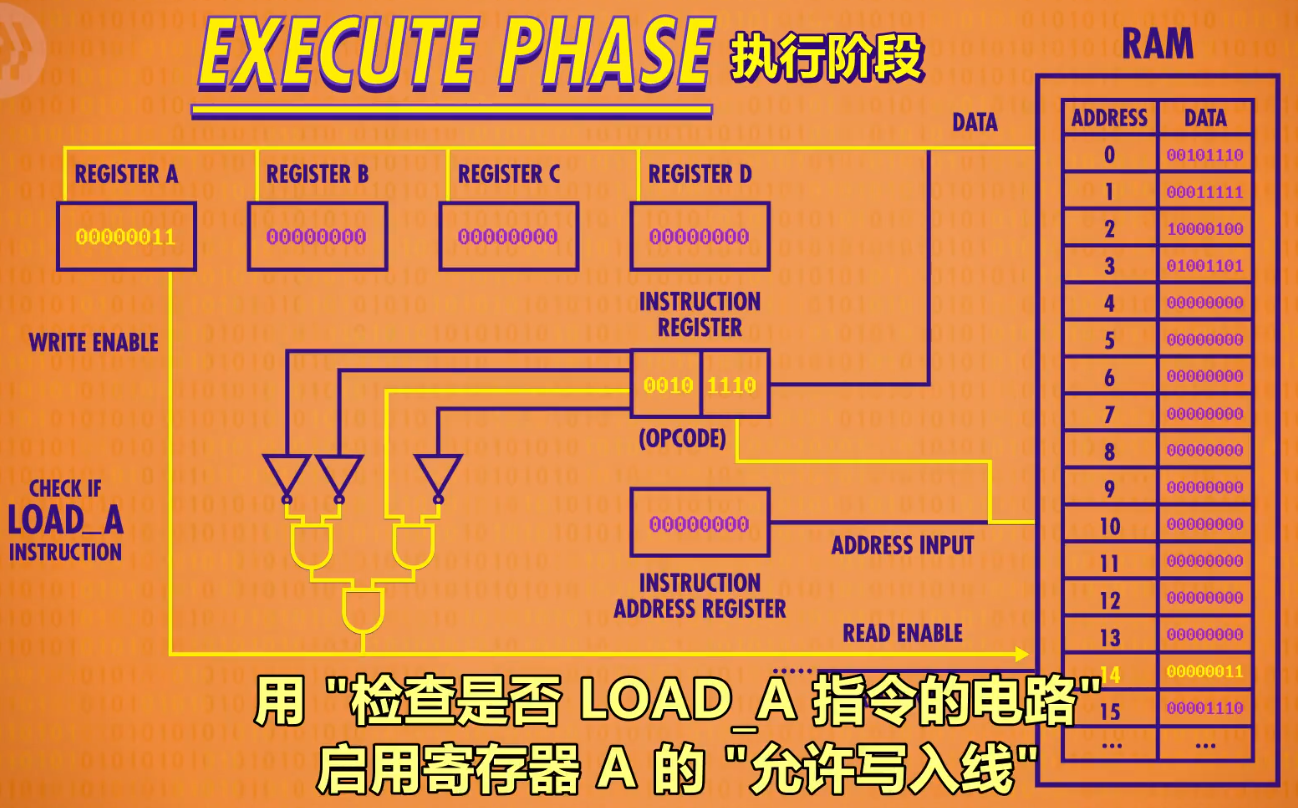 EXECUTE PHASE 执行阶段
RAM
DATA
ADDRESS DATA
0 00101110
1 00011111
2 10000100
3 01001101
4 00000000
5 00000000
6 00000000
7 00000000
8 00000000
9 00000000
10 00000000
11 00000000
12 00000000
13 00000000
14 00000011
15 00001110
... ...
REGISTER A
00000011
REGISTER B
00000000
REGISTER C
00000000
REGISTER D
00000000
WRITE ENABLE
INSTRUCTION
REGISTER
0010 1110
(OPCODE)
CHECK IF
LOAD_A
INSTRUCTION
00000000
INSTRUCTION
ADDRESS REGISTER
ADDRESS INPUT
READ ENABLE
用 "检查是否 LOAD_A 指令的电路"
启用寄存器 A 的 "允许写入线"